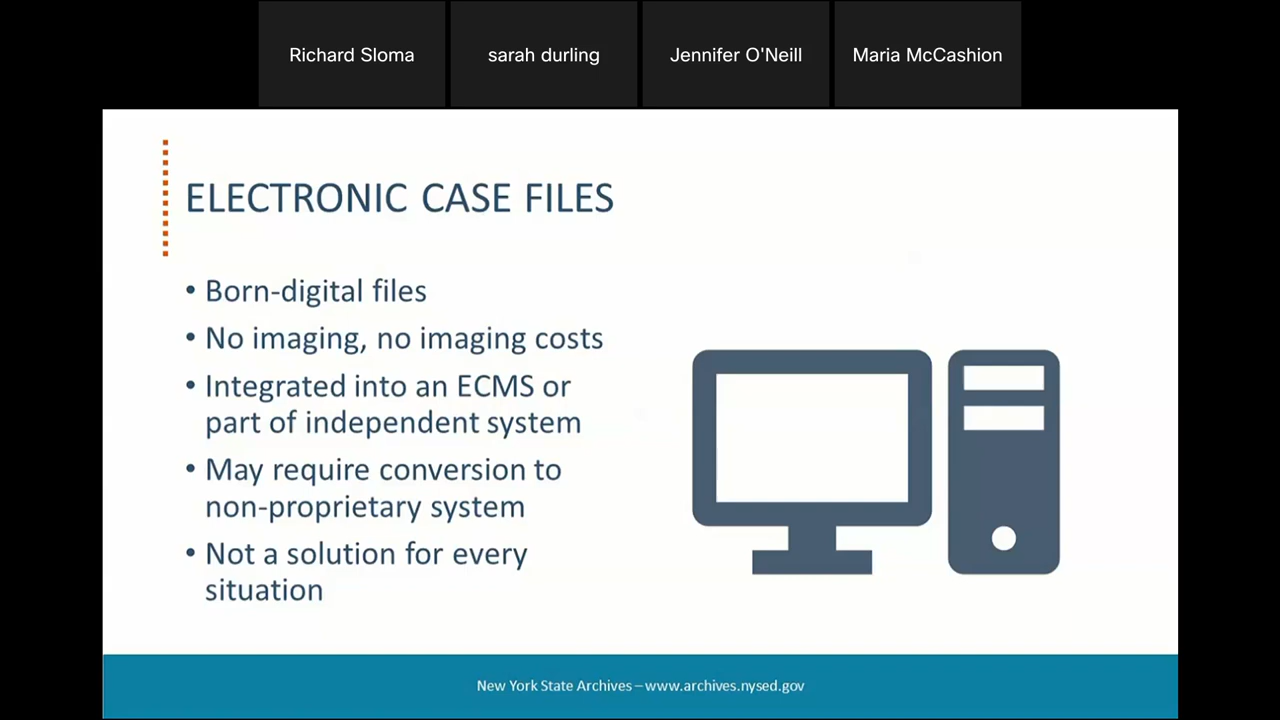 Richard Sloma
sarah durling
Jennifer O'Neill
Maria McCashion
ELECTRONIC CASE FILES
• Born-digital files
• No imaging, no imaging costs
• Integrated into an ECMS or
part of independent system
• May require conversion to
non-proprietary system
• Not a solution for every
situation
New York State Archives – www.archives.nysed.gov